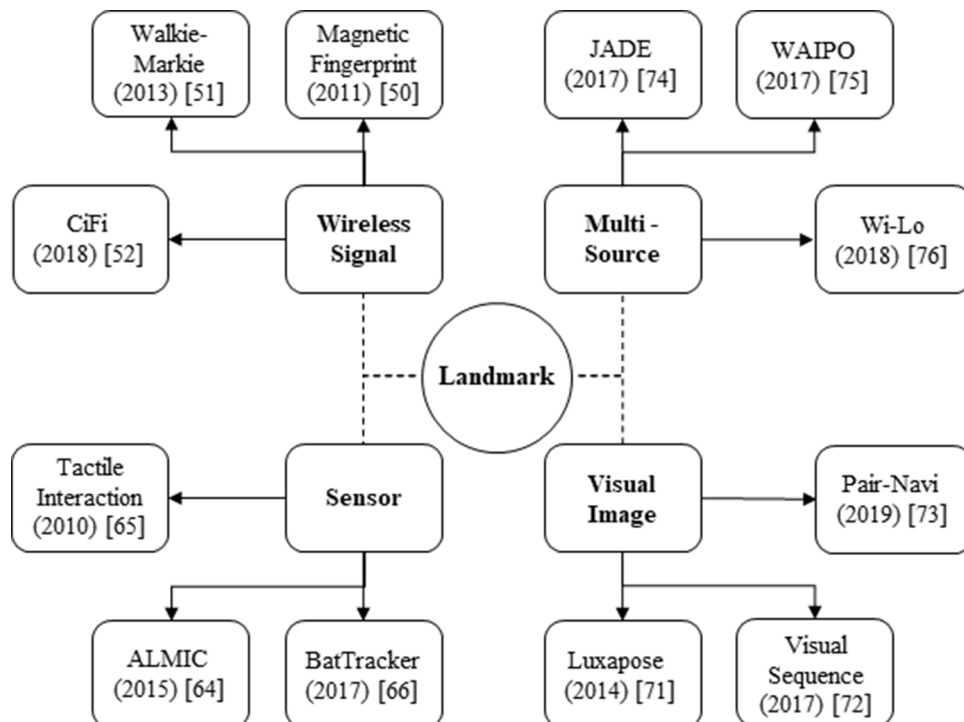 Walkie-
Markie
(2013) [51]
Magnetic
Fingerprint
(2011) [50]
JADE
(2017) [74]
WAIPO
(2017) [75]
CiFi
(2018) [52]
Wireless
Signal
Multi -
Source
Wi-Lo
(2018) [76]
Landmark
Tactile
Interaction
(2010) [65]
Sensor
Visual
Image
Pair-Navi
(2019) [73]
ALMIC
(2015) [64]
BatTracker
(2017) [66]
Luxapose
(2014) [71]
Visual
Sequence
(2017) [72]